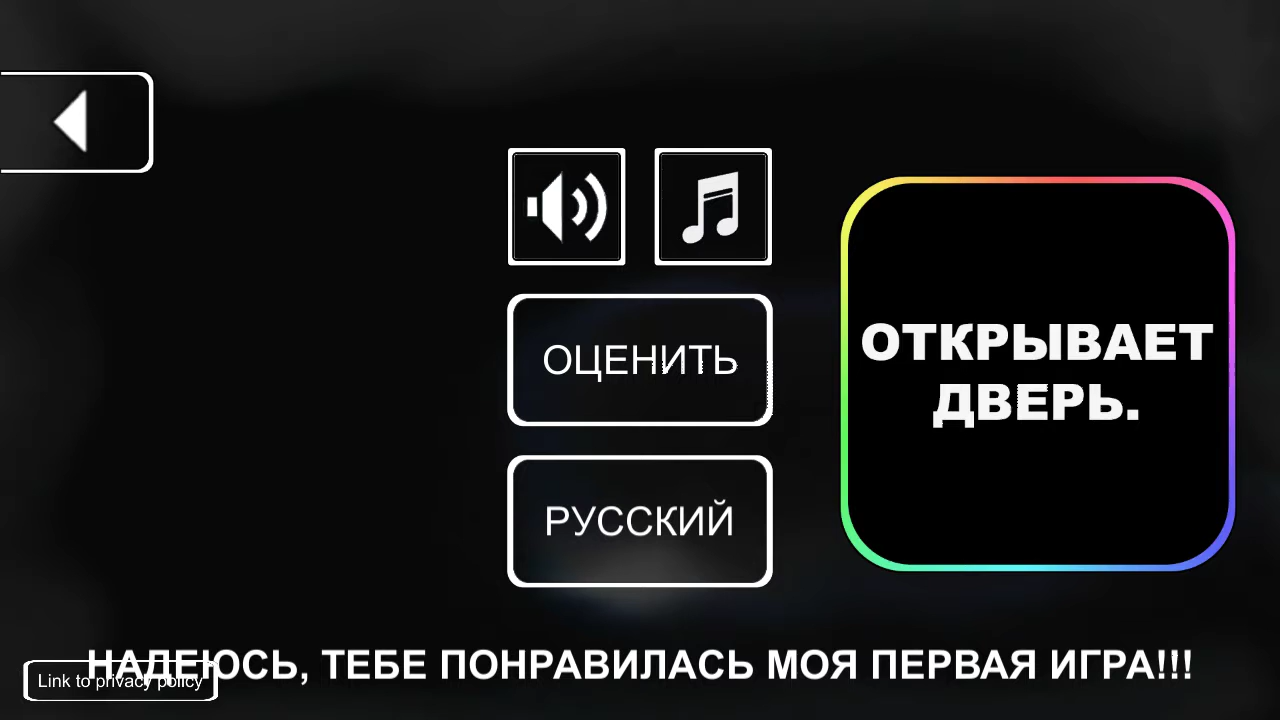 ОЦЕНИТЬ
РУССКИЙ
ОТКРЫВАЕТ
ДВЕРЬ.
НАДЕЮСЬ, ТЕБЕ ПОНРАВИЛАСЬ МОЯ ПЕРВАЯ ИГРА!!!
Link to privacy policy